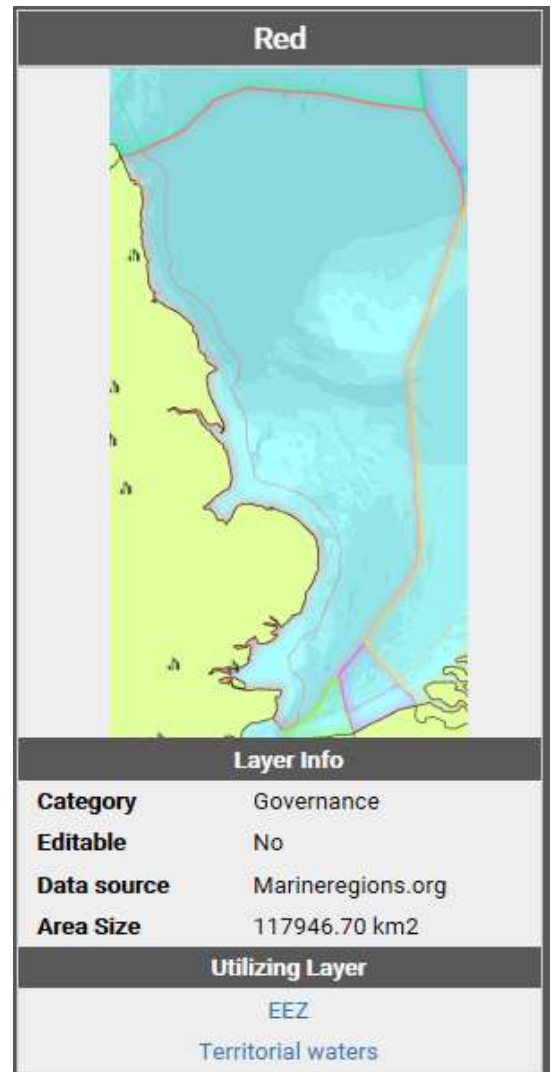 Red
Layer Info
Category Governance
Editable No
Data source Marineregions.org
Area Size 117946.70 km2
Utilizing Layer
EEZ
Territorial waters